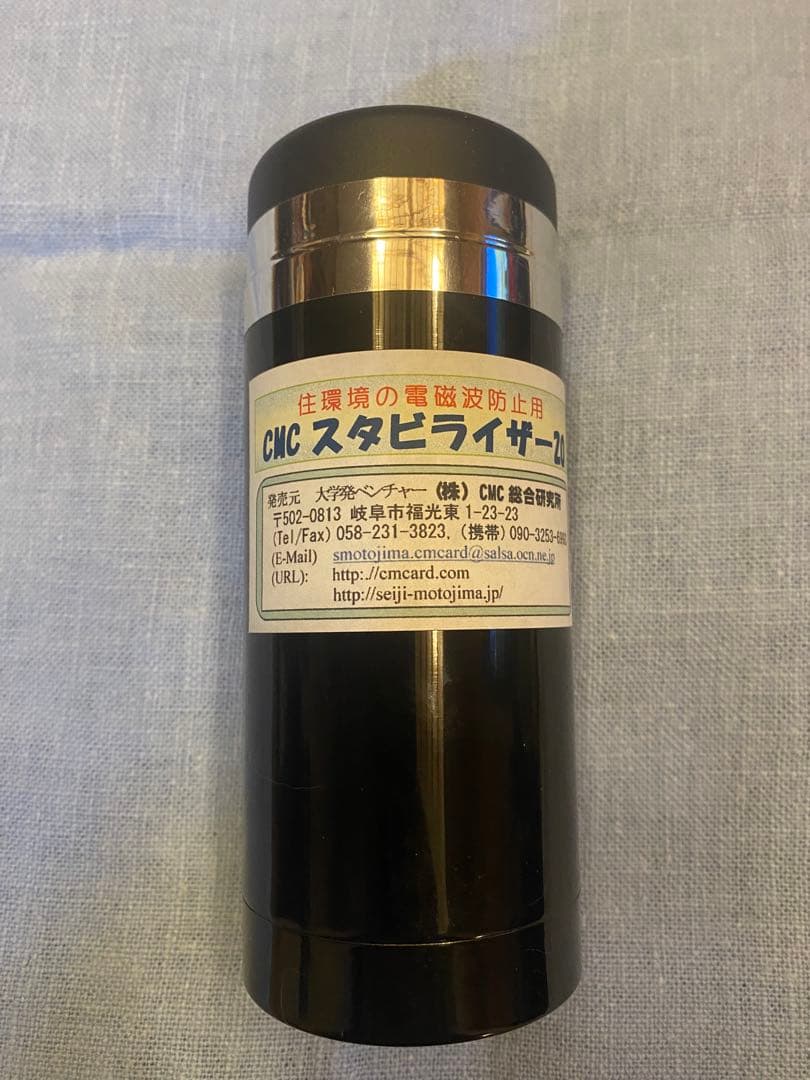 住環境の電磁波防止用
CMC スタビライザー20
発売元 大学発ベンチャー (株) CMC 総合研究所
〒502-0813 岐阜市福光東 1-23-23
(Tel/Fax) 058-231-3823, (携帯) 090-3253-
(E-Mail) smotojima.cmcard@salsa.ocn.ne.jp
(URL): http:://cmcard.com
http://seiji-motojima.jp/